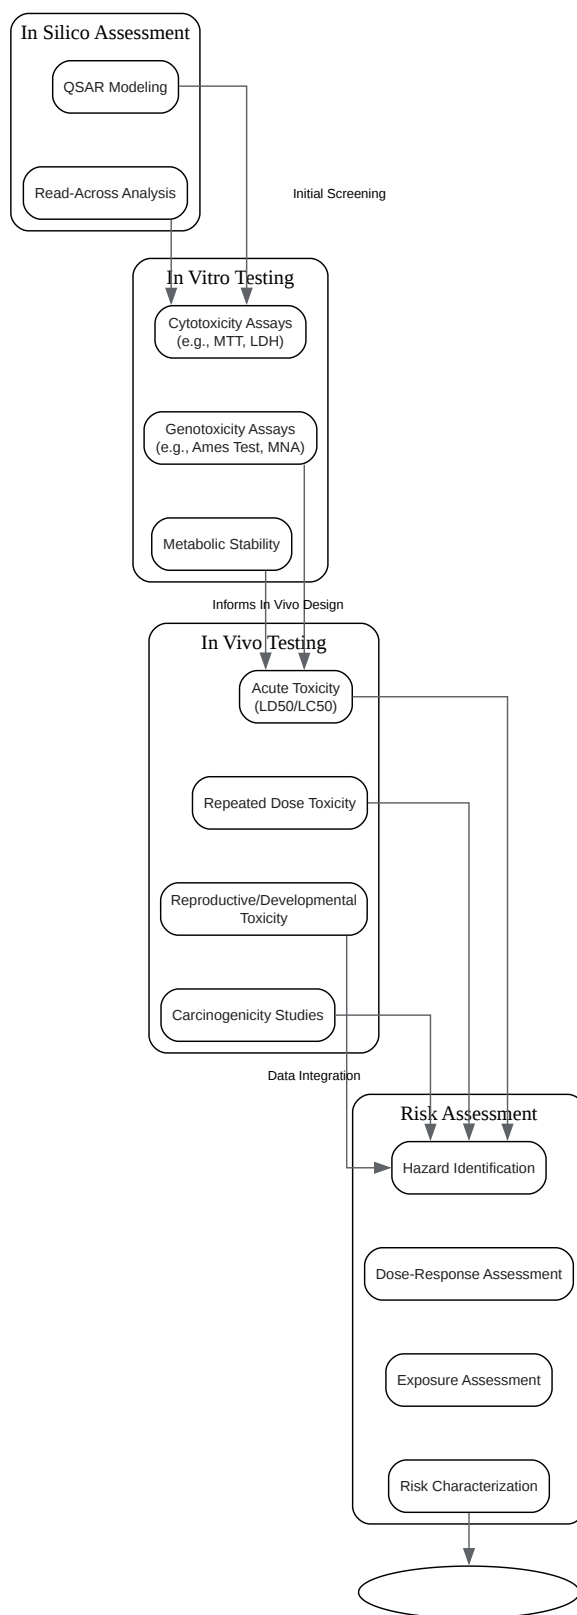 In Silico Assessment
QSAR Modeling
Read-Across Analysis
Initial Screening
In Vitro Testing
Cytotoxicity Assays
(e.g., MTT, LDH)
Genotoxicity Assays
(e.g., Ames Test, MNA)
Metabolic Stability
Informs In Vivo Design
In Vivo Testing
Acute Toxicity
(LD50/LC50)
Repeated Dose Toxicity
Reproductive/Developmental
Toxicity
Carcinogenicity Studies
Data Integration
Risk Assessment
Hazard Identification
Dose-Response Assessment
Exposure Assessment
Risk Characterization